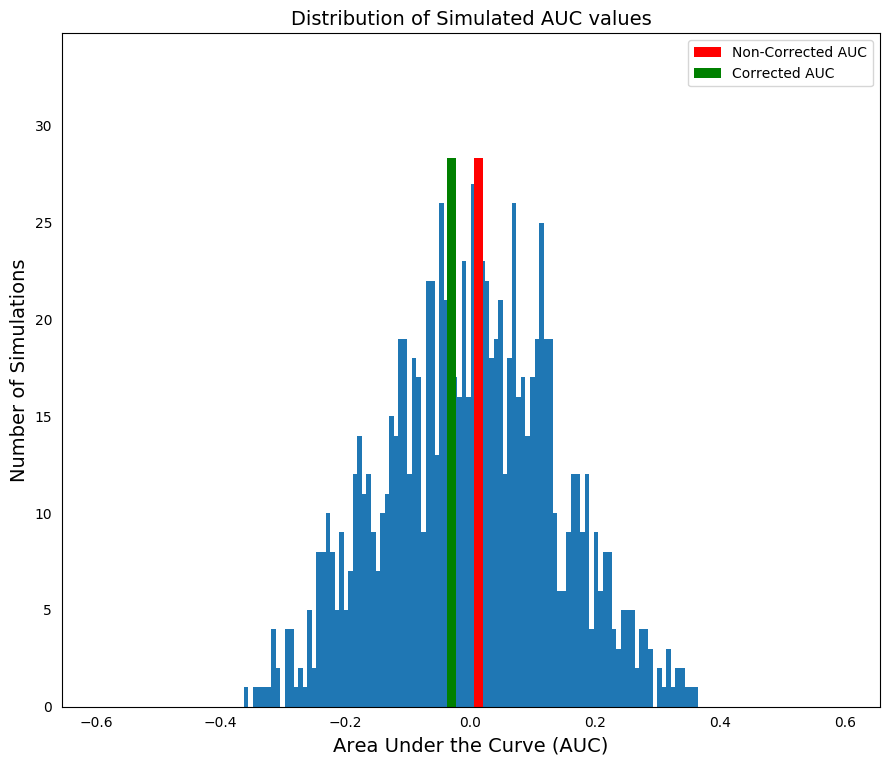 Distribution of Simulated AUC values
Non-Corrected AUC
Corrected AUC
30
25
20
15
10
5
0
Number of Simulations
−0.6
−0.4
−0.2
0.0
0.2
0.4
0.6
Area Under the Curve (AUC)